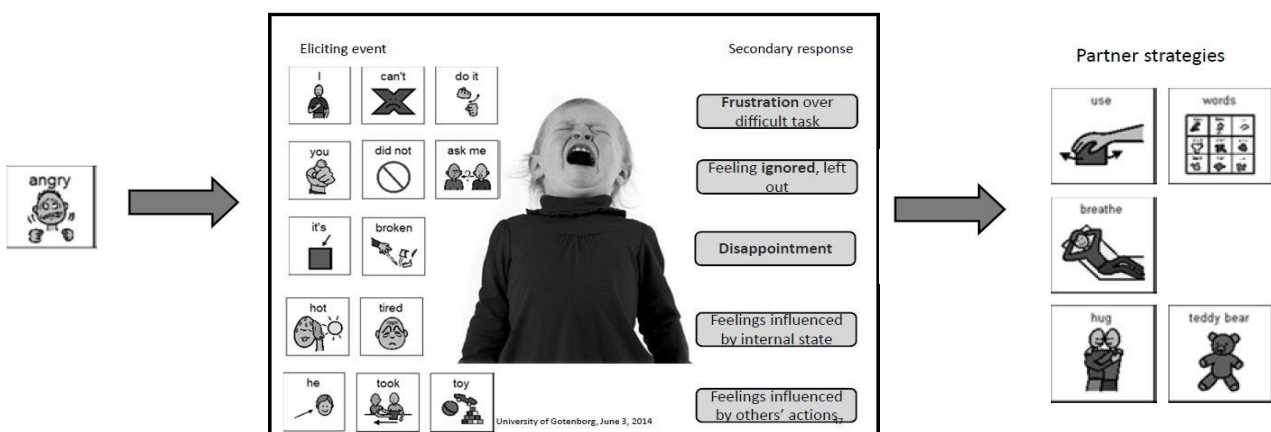 angry
Eliciting event
Secondary response
I can't do it
Frustration over
difficult task
you did not ask me
Feeling ignored, left
out
it's broken
Disappointment
hot tired
Feelings influenced
by internal state
he took toy
Feelings influenced
by others' actions
University of Gotenborg, June 3, 2014
47
Partner strategies
use words
breathe
hug teddy bear